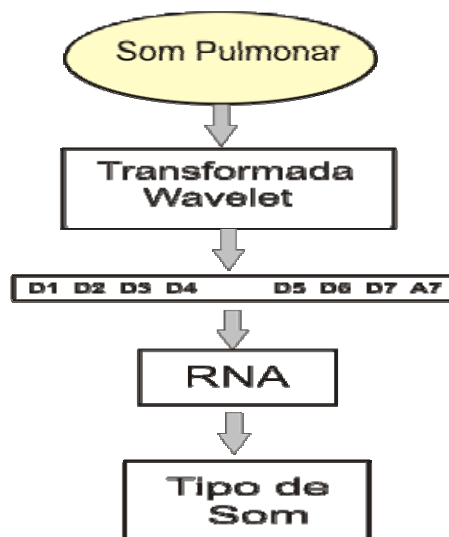 Som Pulmonar
Transformada
Wavelet
D1 D2 D3 D4 D5 D6 D7 A7
RNA
Tipo de
Som